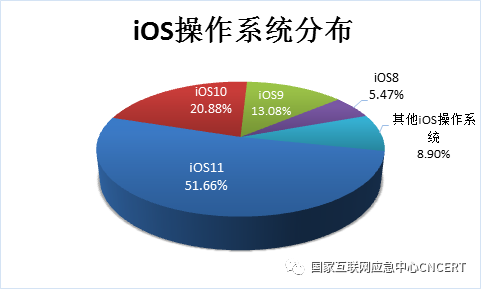 iOS操作系统分布
iOS10
20.88%
iOS9
13.08%
iOS8
5.47%
其他iOS操作系
统
8.90%
iOS11
51.66%
国家互联网应急中心CNCERT